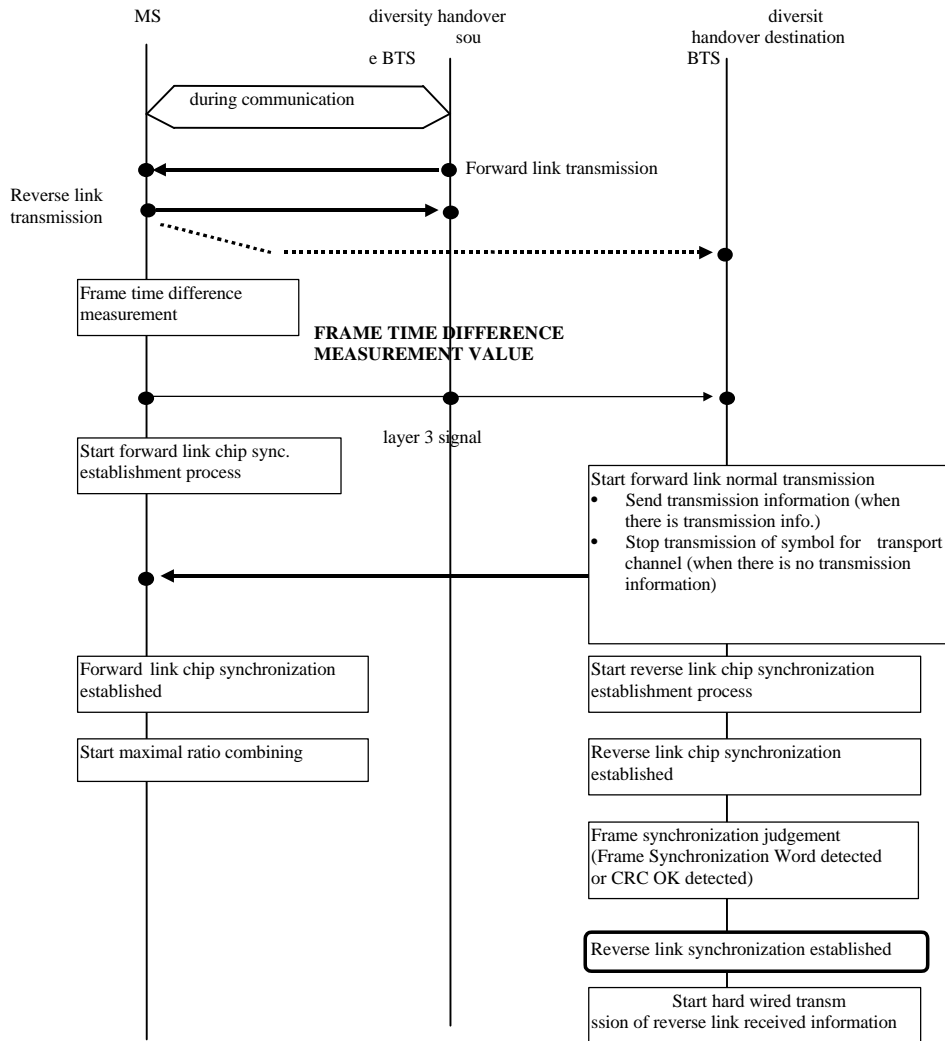 MS
diversity handover
sou
e BTS
diversit
handover destination
BTS
during communication
Forward link transmission
Reverse link
transmission
Frame time difference
measurement
FRAME TIME DIFFERENCE
MEASUREMENT VALUE
layer 3 signal
Start forward link chip sync.
establishment process
Start forward link normal transmission
• Send transmission information (when
there is transmission info.)
• Stop transmission of symbol for transport
channel (when there is no transmission
information)
Forward link chip synchronization
established
Start reverse link chip synchronization
establishment process
Start maximal ratio combining
Reverse link chip synchronization
established
Frame synchronization judgement
(Frame Synchronization Word detected
or CRC OK detected)
Reverse link synchronization established
Start hard wired transm
ssion of reverse link received information